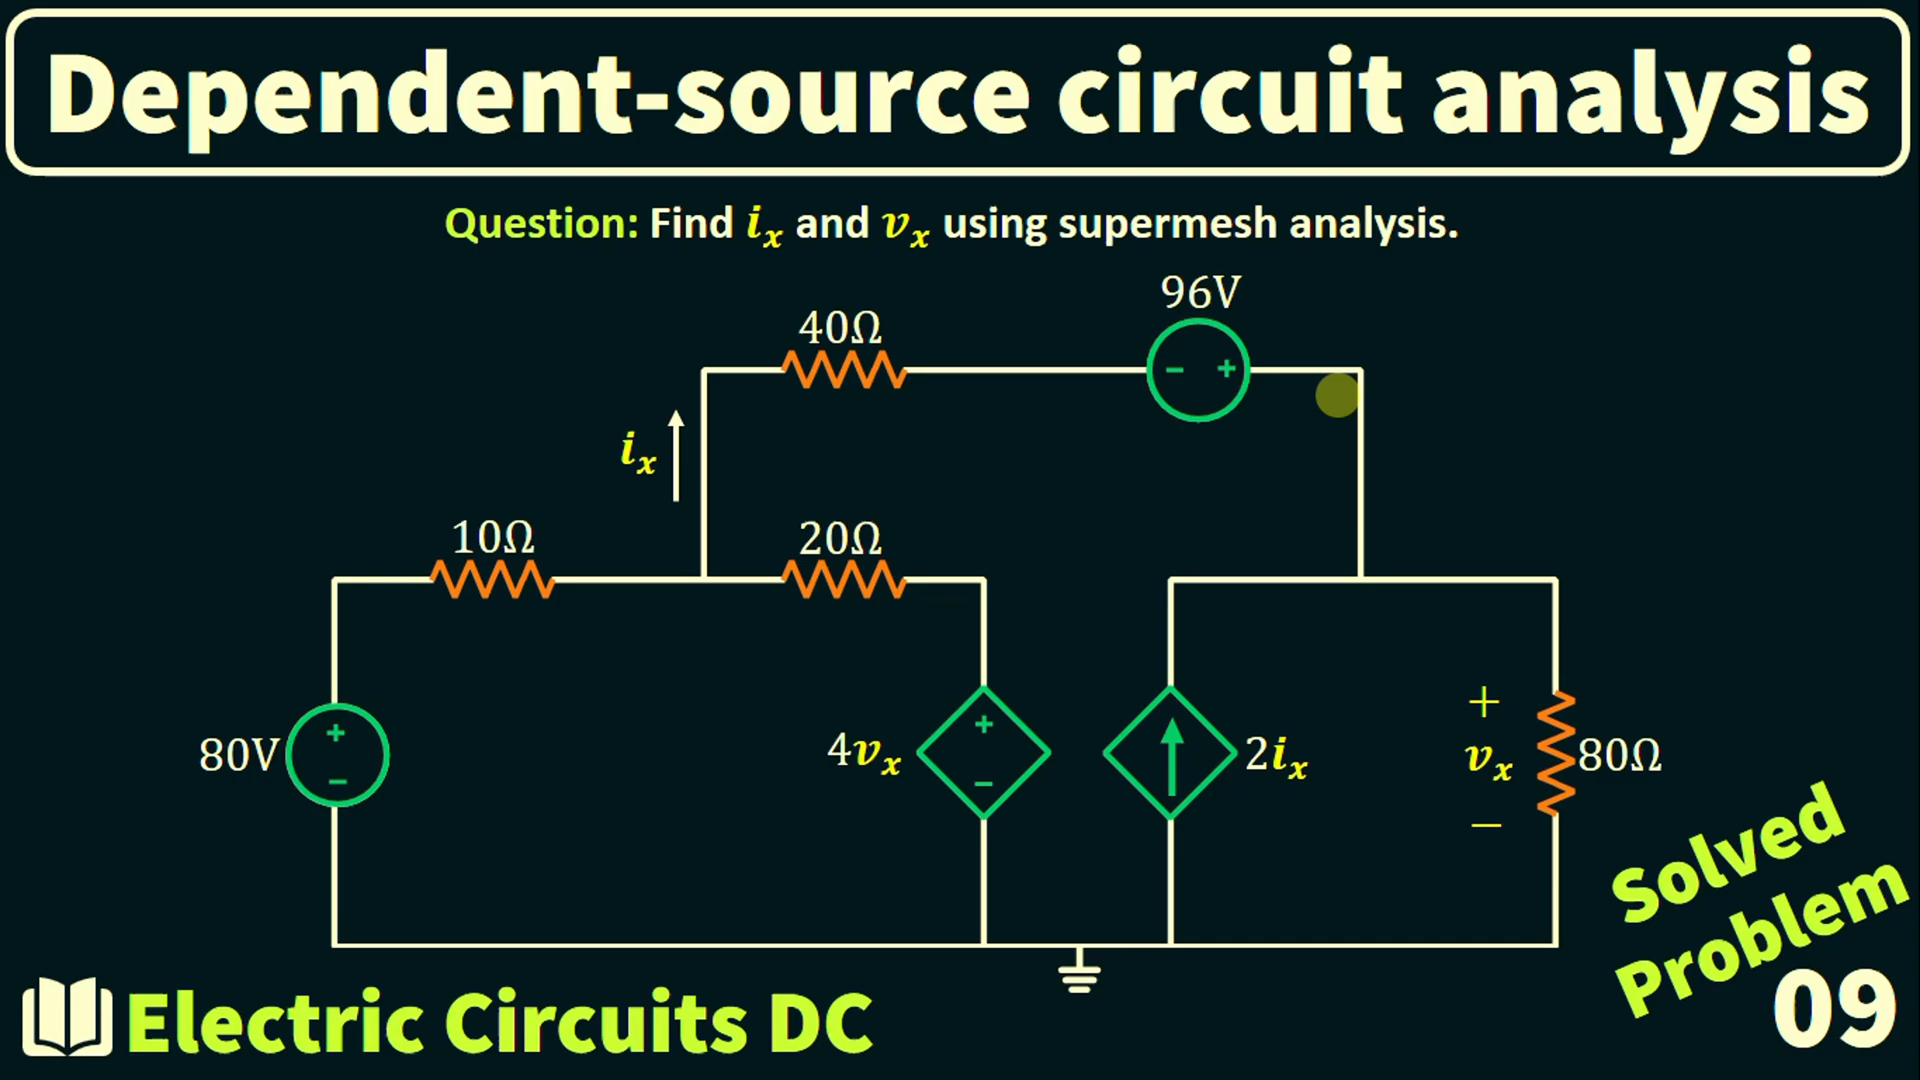 Dependent-source circuit analysis
Question: Find iₓ and vₓ using supermesh analysis.
96V
40Ω
− +
iₓ
10Ω
20Ω
80V
+
−
4vₓ
+
−
2iₓ
+
vₓ
−
80Ω
Solved
Problem
09
Electric Circuits DC